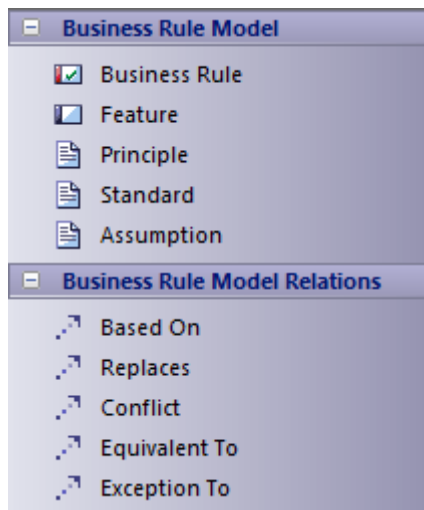 Business Rule Model
Business Rule
Feature
Principle
Standard
Assumption
Business Rule Model Relations
Based On
Replaces
Conflict
Equivalent To
Exception To